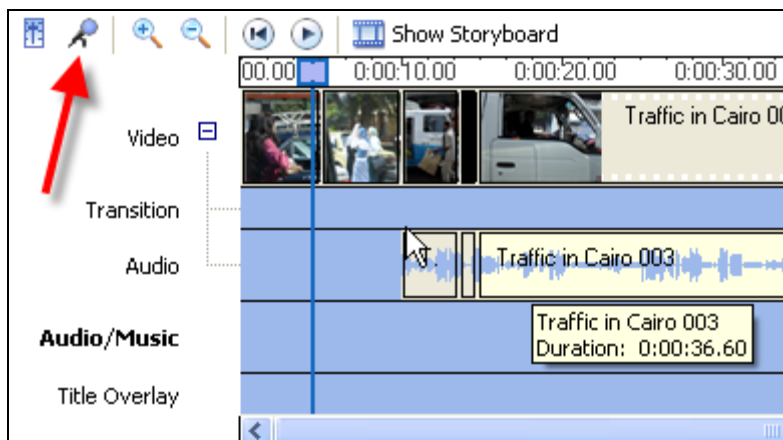 Show Storyboard
00.00 0:00:10.00 0:00:20.00 0:00:30.00
Video
Traffic in Cairo 00
Transition
Audio
T.. Traffic in Cairo 003
Audio/Music
Traffic in Cairo 003
Duration: 0:00:36.60
Title Overlay